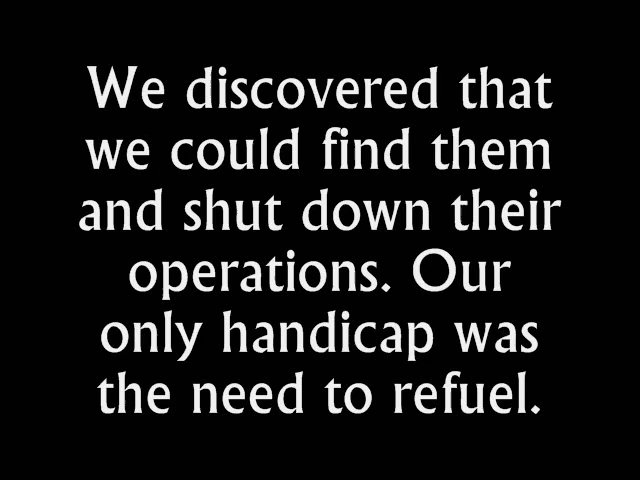 We discovered that
we could find them
and shut down their
operations. Our
only handicap was
the need to refuel.